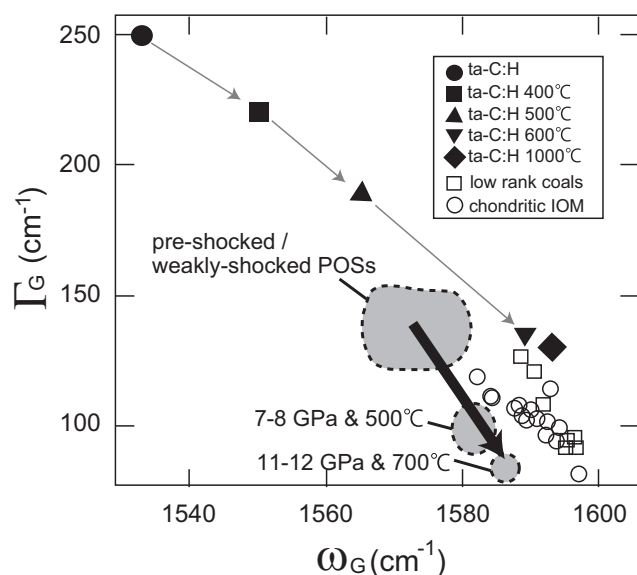 250
200
150
100
ΓG (cm-1)
1540
1560
1580
1600
ωG(cm-1)
ta-C:H
ta-C:H 400℃
ta-C:H 500℃
ta-C:H 600℃
ta-C:H 1000℃
low rank coals
chondritic IOM
pre-shocked /
weakly-shocked POSs
7-8 GPa & 500℃
11-12 GPa & 700℃